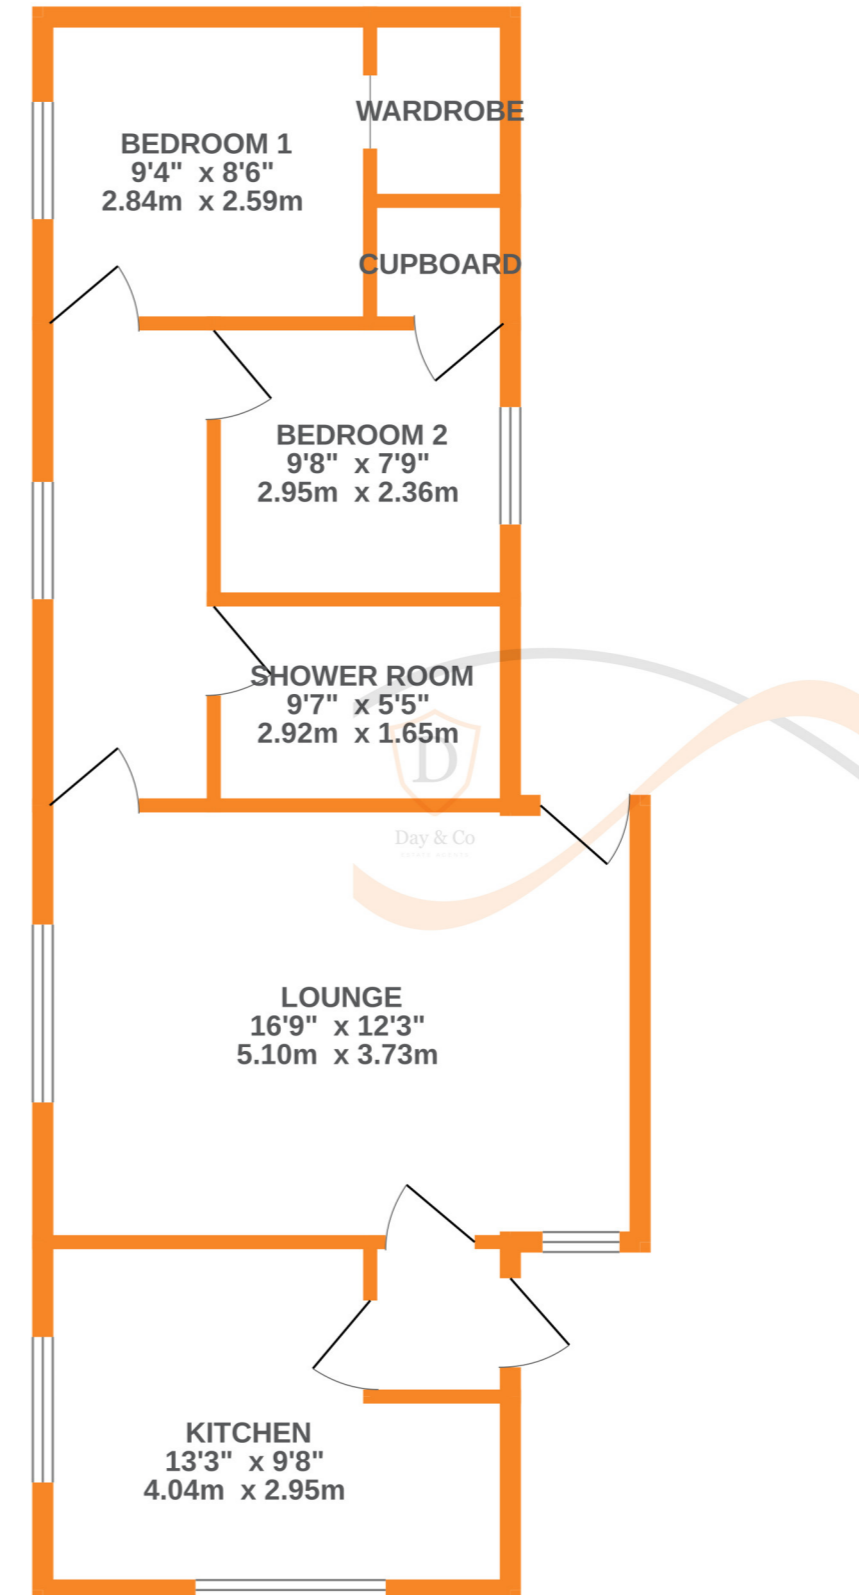 WARDROBE
BEDROOM 1
9'4" x 8'6"
2.84m x 2.59m
CUPBOARD
BEDROOM 2
9'8" x 7'9"
2.95m x 2.36m
SHOWER ROOM
9'7" x 5'5"
2.92m x 1.65m
D
Day & Co
LOUNGE
16'9" x 12'3"
5.10m x 3.73m
KITCHEN
13'3" x 9'8"
4.04m x 2.95m